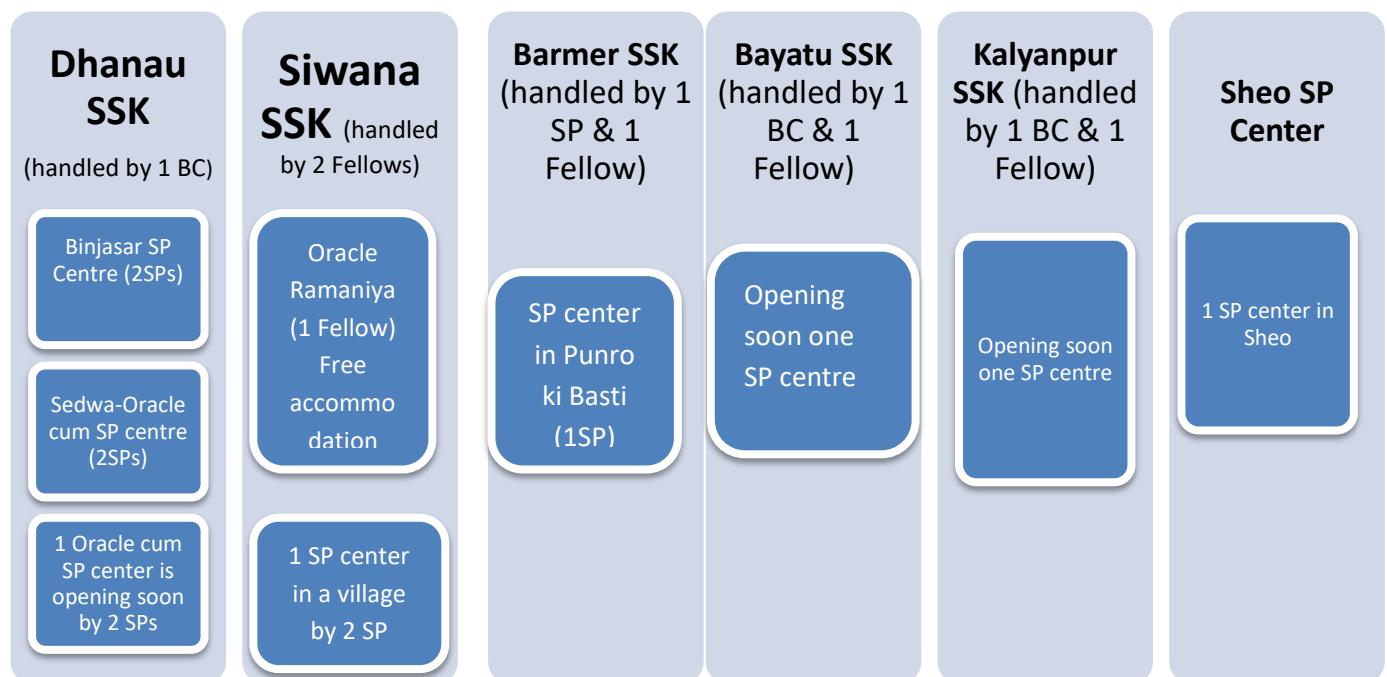 Dhanau
SSK
(handled by 1 BC)
Binjasar SP
Centre (2SPs)
Sedwa-Oracle
cum SP centre
(2SPs)
1 Oracle cum
SP center is
opening soon
by 2 SPs
Siwana
SSK (handled
by 2 Fellows)
Oracle
Ramaniya
(1 Fellow)
Free
accommo
dation
1 SP center
in a village
by 2 SP
Barmer SSK
(handled by 1
SP & 1
Fellow)
SP center
in Punro
ki Basti
(1SP)
Bayatu SSK
(handled by 1
BC & 1
Fellow)
Opening
soon one
SP centre
Kalyanpur
SSK (handled
by 1 BC & 1
Fellow)
Opening soon
one SP centre
Sheo SP
Center
1 SP center in
Sheo